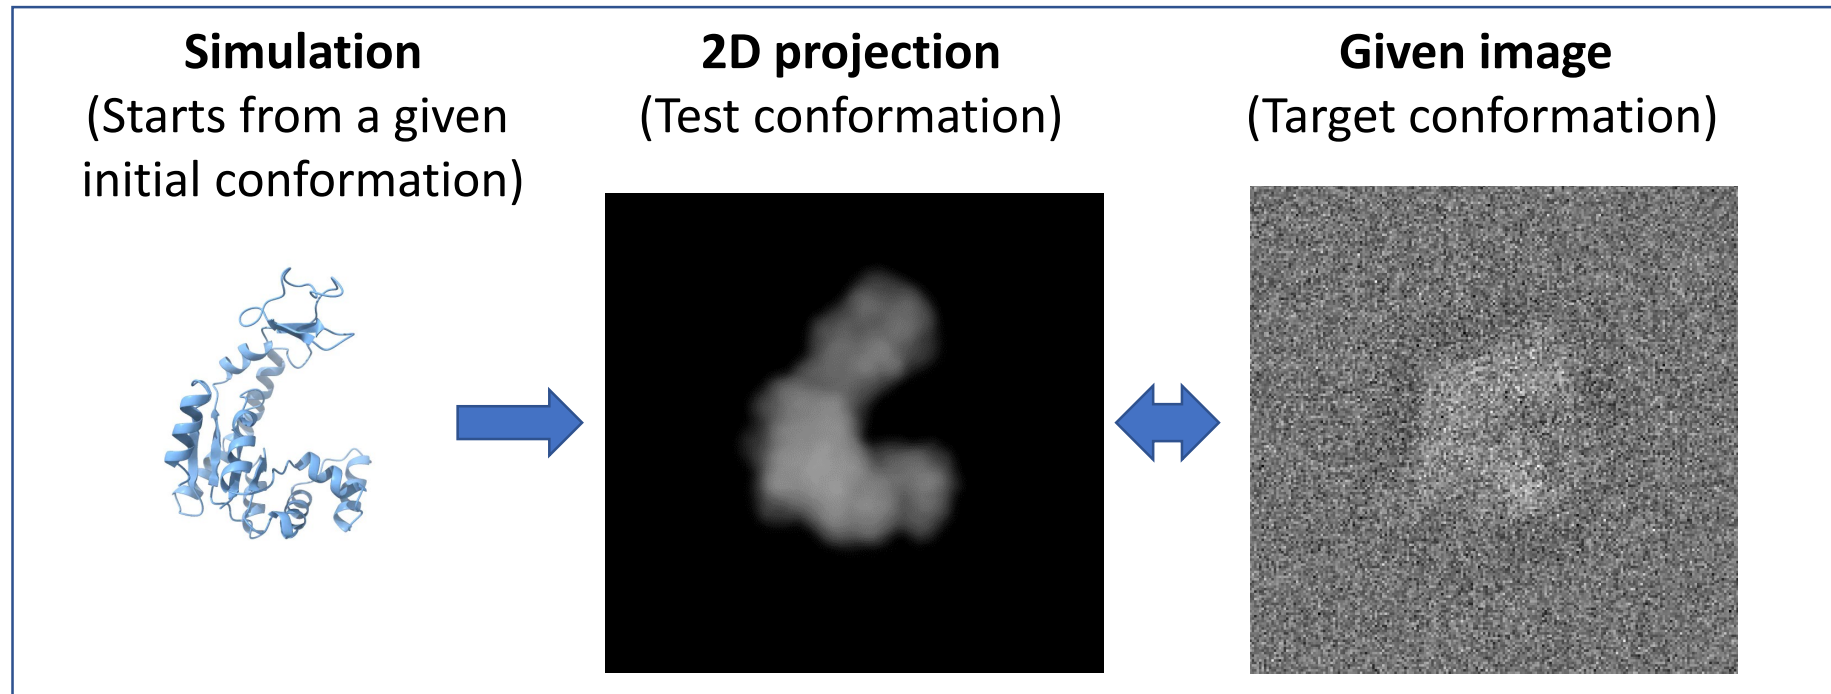 Simulation
(Starts from a given
initial conformation)
2D projection
(Test conformation)
Given image
(Target conformation)